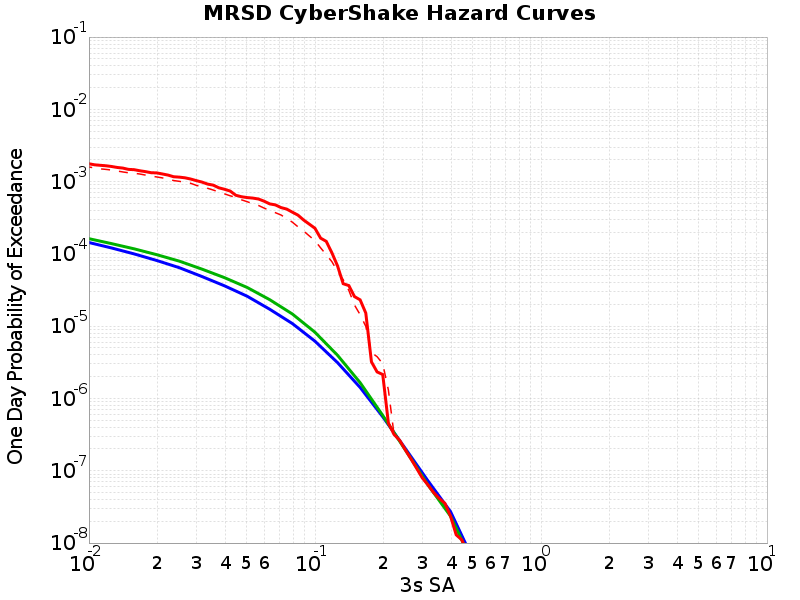 MRSD CyberShake Hazard Curves
One Day Probability of Exceedance
10^-1
10^-2
10^-3
10^-4
10^-5
10^-6
10^-7
10^-8
10^-2 2 3 4 5 6 10^-1 2 3 4 5 6 7 10^0 2 3 4 5 6 7 10^1
3s SA